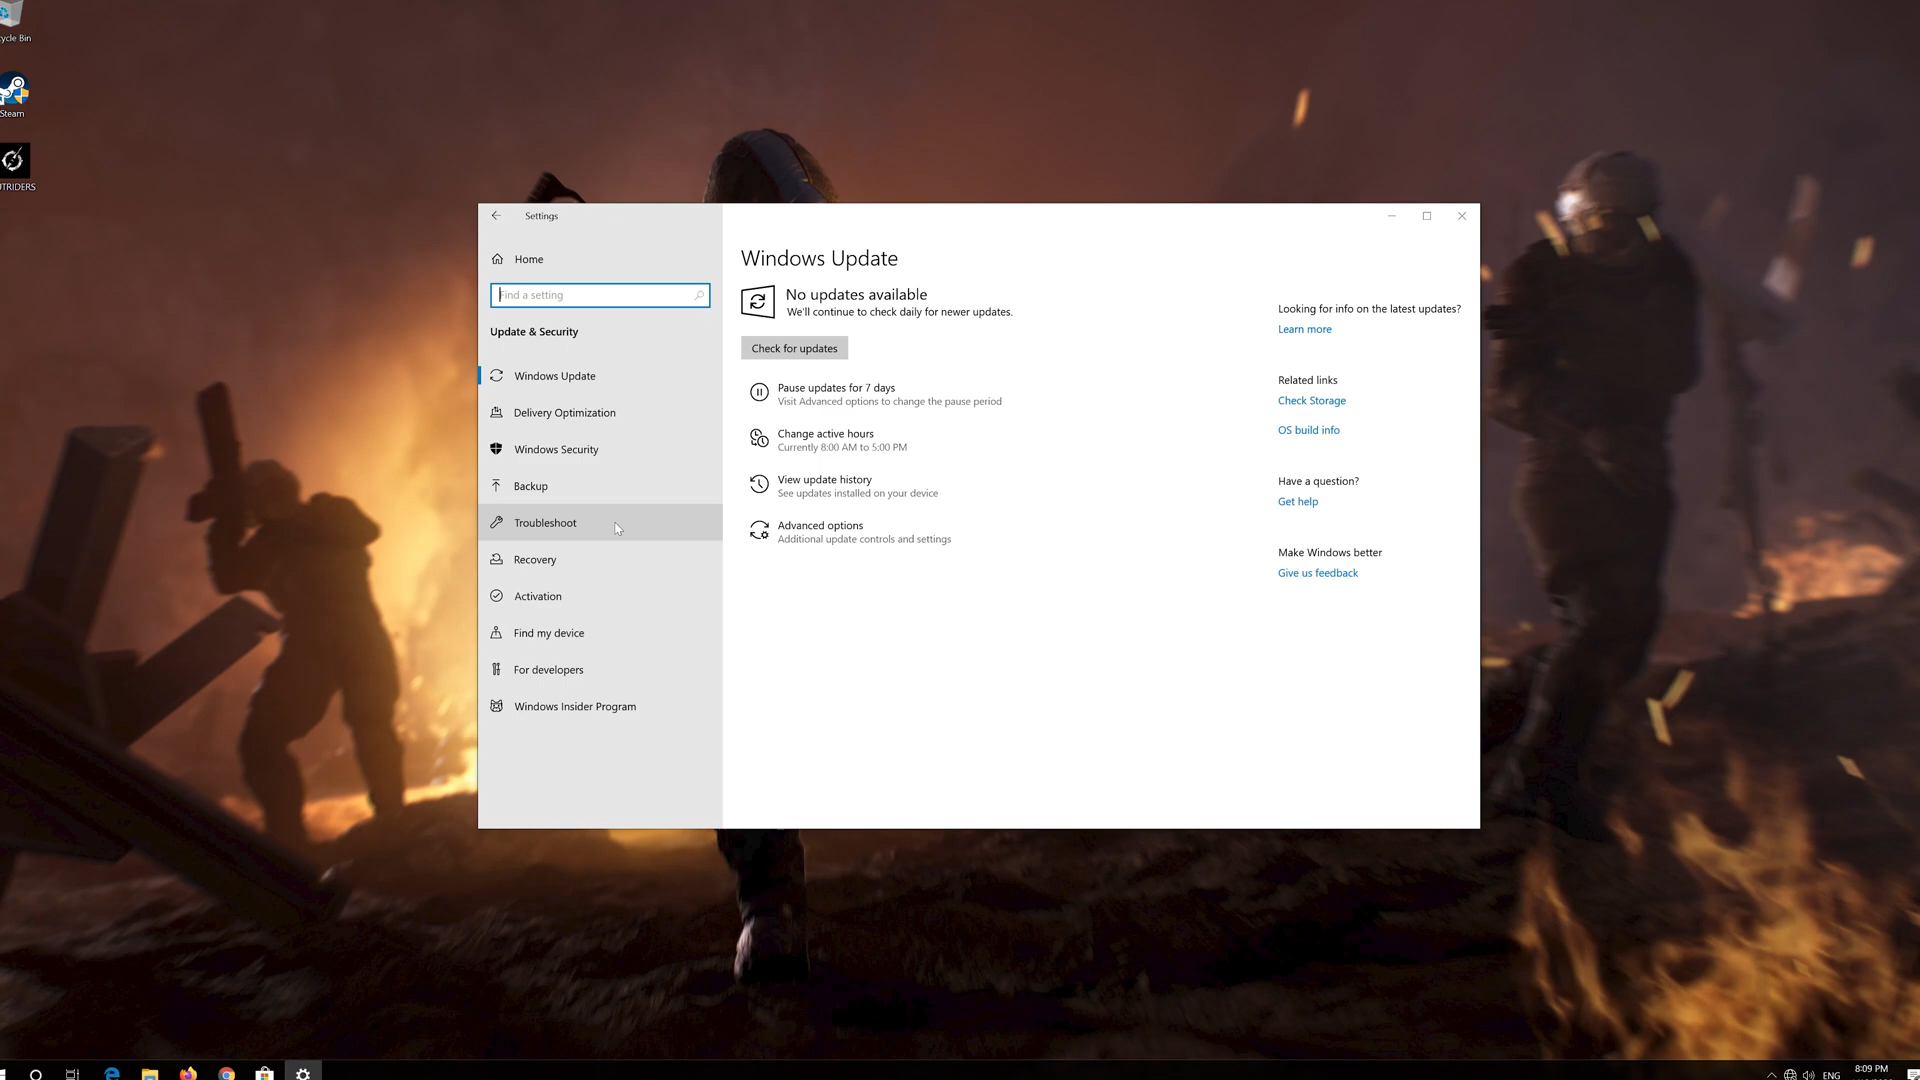 ycle Bin
Steam
UTRIDERS
Settings
Home
Find a setting
Update & Security
Windows Update
Delivery Optimization
Windows Security
Backup
Troubleshoot
Recovery
Activation
Find my device
For developers
Windows Insider Program
Windows Update
No updates available
We'll continue to check daily for newer updates.
Check for updates
Pause updates for 7 days
Visit Advanced options to change the pause period
Change active hours
Currently 8:00 AM to 5:00 PM
View update history
See updates installed on your device
Advanced options
Additional update controls and settings
Looking for info on the latest updates?
Learn more
Related links
Check Storage
OS build info
Have a question?
Get help
Make Windows better
Give us feedback
ENG
8:09 PM